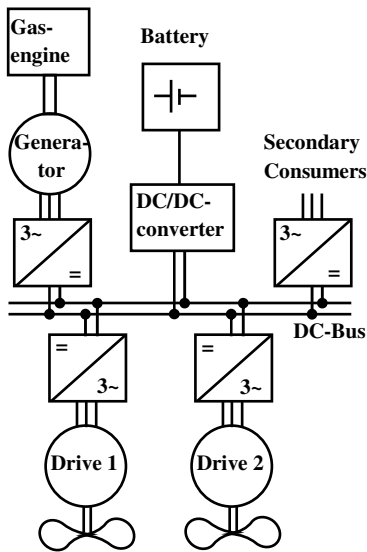 Gas-
engine
Battery
Genera-
tor
Secondary
Consumers
DC/DC-
converter
3~
=
3~
=
DC-Bus
=
3~
=
3~
Drive 1
Drive 2